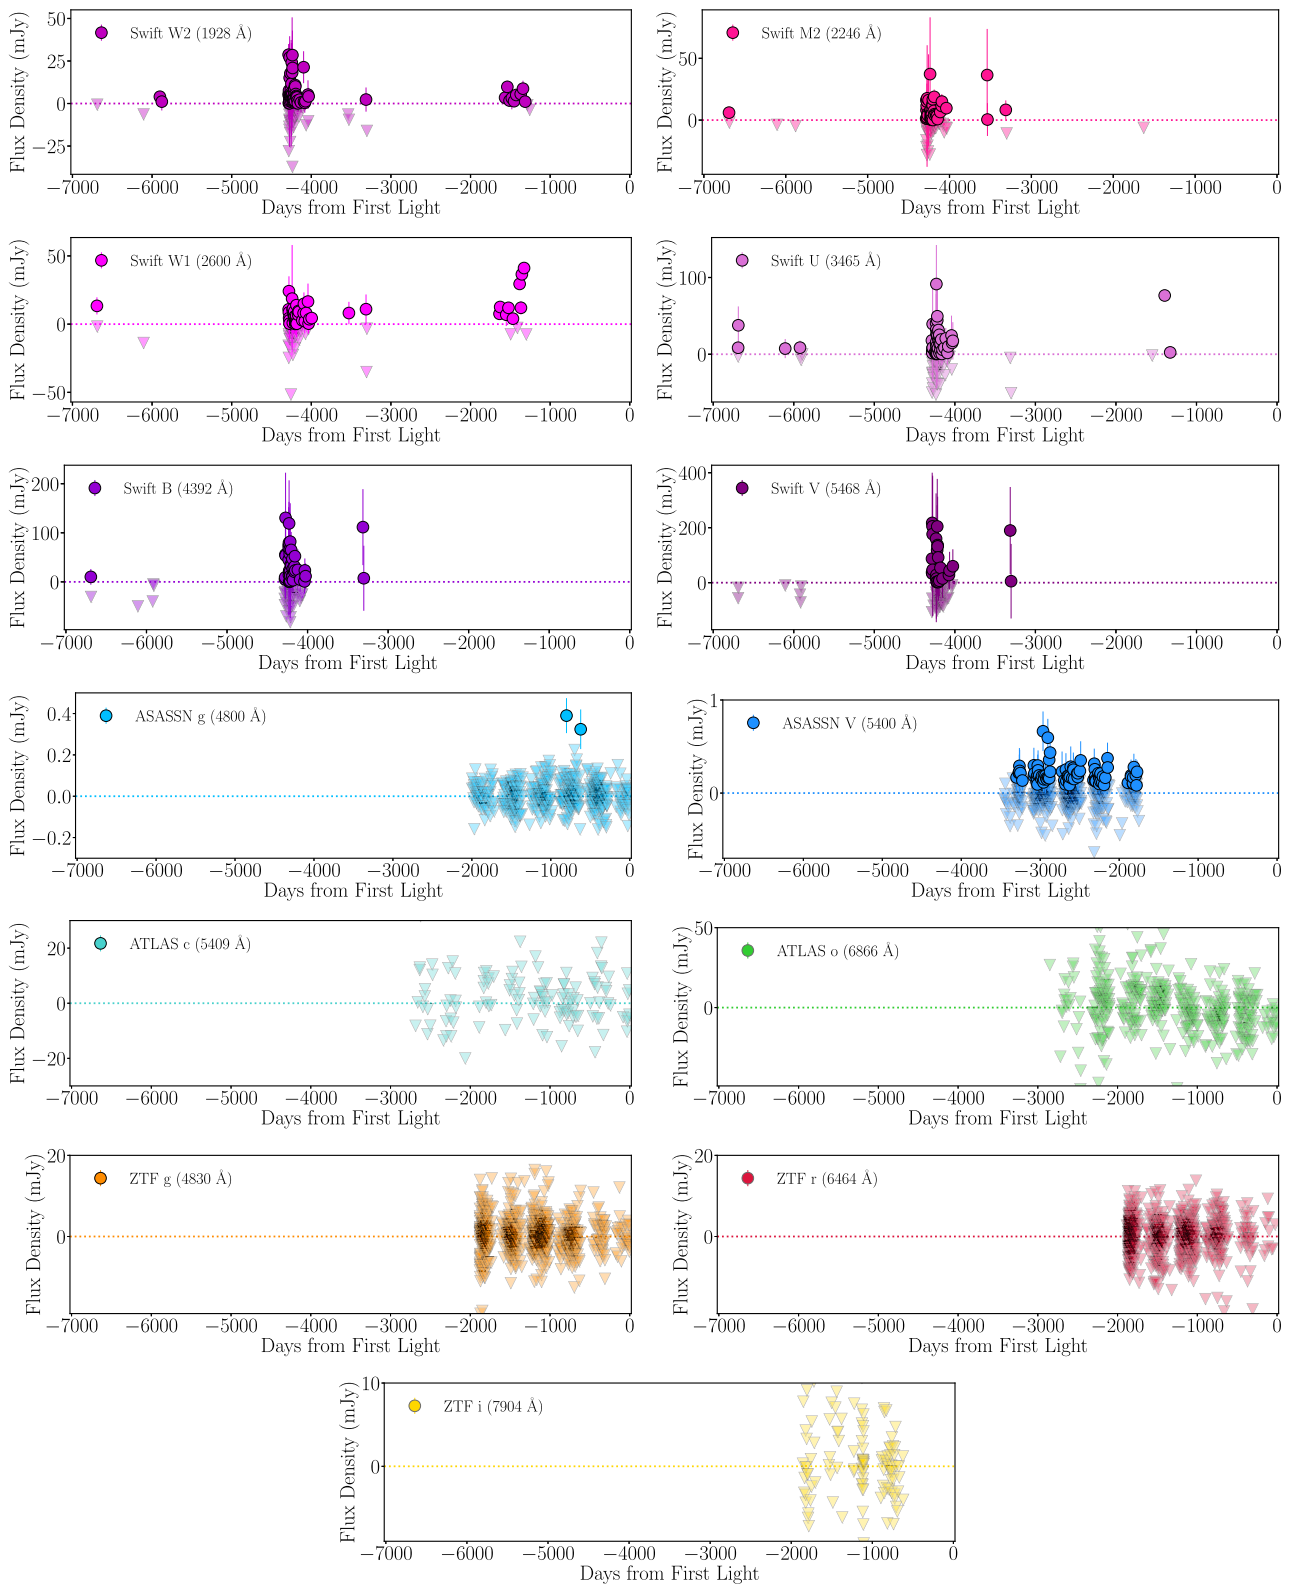 Swift W2 (1928 Å)
Flux Density (mJy)
50
25
0
−25
−7000 −6000 −5000 −4000 −3000 −2000 −1000 0
Days from First Light
Swift M2 (2246 Å)
Flux Density (mJy)
50
0
−7000 −6000 −5000 −4000 −3000 −2000 −1000 0
Days from First Light
Swift W1 (2600 Å)
Flux Density (mJy)
50
0
−50
−7000 −6000 −5000 −4000 −3000 −2000 −1000 0
Days from First Light
Swift U (3465 Å)
Flux Density (mJy)
100
0
−7000 −6000 −5000 −4000 −3000 −2000 −1000 0
Days from First Light
Swift B (4392 Å)
Flux Density (mJy)
200
100
0
−7000 −6000 −5000 −4000 −3000 −2000 −1000 0
Days from First Light
Swift V (5468 Å)
Flux Density (mJy)
400
200
0
−7000 −6000 −5000 −4000 −3000 −2000 −1000 0
Days from First Light
ASASSN g (4800 Å)
Flux Density (mJy)
0.4
0.2
0.0
−0.2
−7000 −6000 −5000 −4000 −3000 −2000 −1000 0
Days from First Light
ASASSN V (5400 Å)
Flux Density (mJy)
1
0
−7000 −6000 −5000 −4000 −3000 −2000 −1000 0
Days from First Light
ATLAS c (5409 Å)
Flux Density (mJy)
20
0
−20
−7000 −6000 −5000 −4000 −3000 −2000 −1000 0
Days from First Light
ATLAS o (6866 Å)
Flux Density (mJy)
50
0
−7000 −6000 −5000 −4000 −3000 −2000 −1000 0
Days from First Light
ZTF g (4830 Å)
Flux Density (mJy)
20
0
−7000 −6000 −5000 −4000 −3000 −2000 −1000 0
Days from First Light
ZTF r (6464 Å)
Flux Density (mJy)
20
0
−7000 −6000 −5000 −4000 −3000 −2000 −1000 0
Days from First Light
ZTF i (7904 Å)
Flux Density (mJy)
10
0
−7000 −6000 −5000 −4000 −3000 −2000 −1000 0
Days from First Light